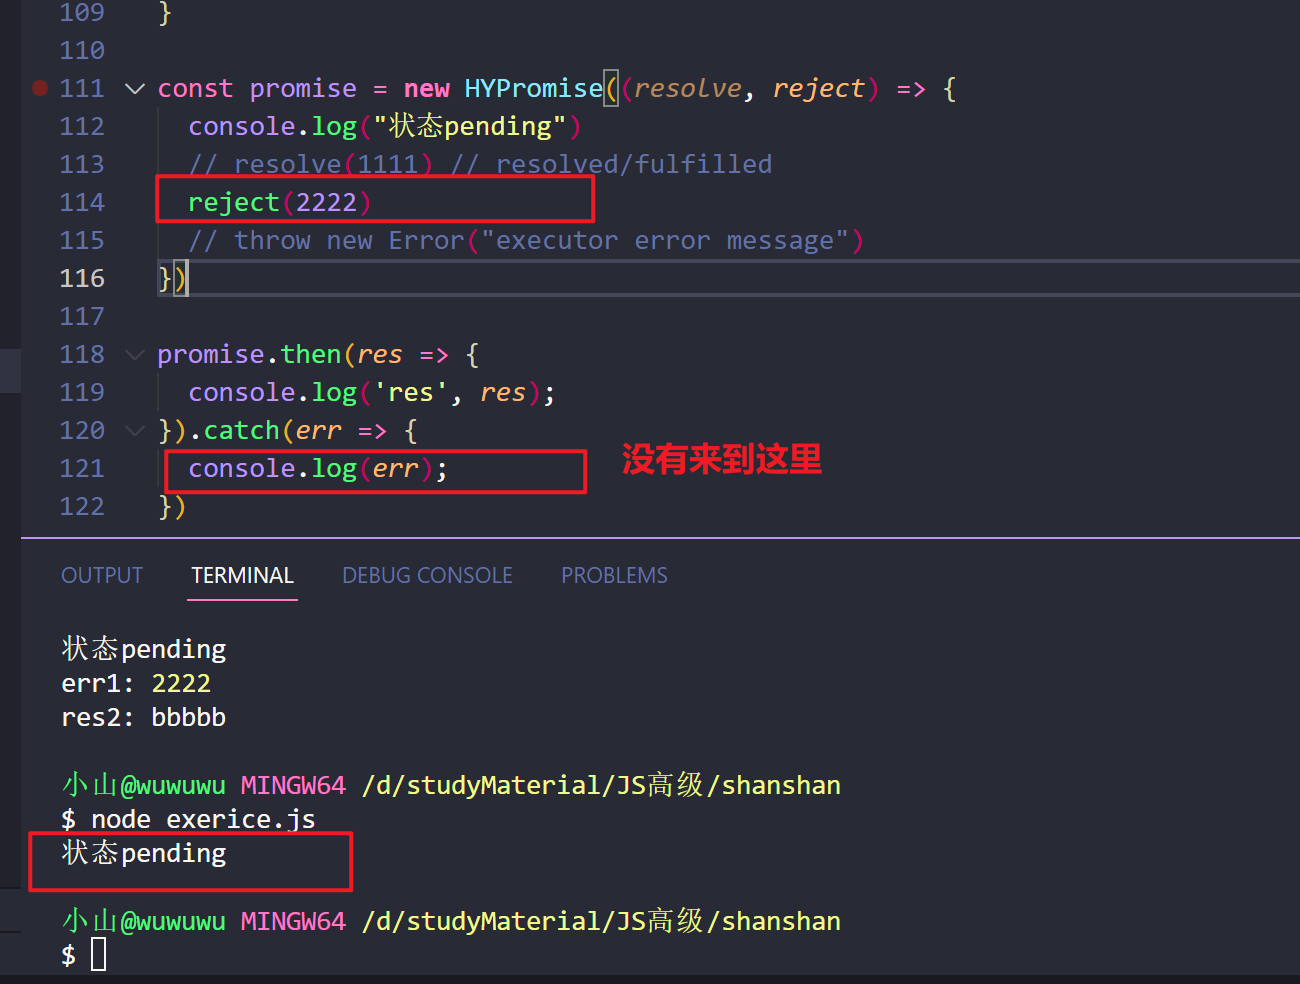 109 }
110
111 const promise = new HYPromise((resolve, reject) => {
112 console.log("状态pending")
113 // resolve(1111) // resolved/fulfilled
114 reject(2222)
115 // throw new Error("executor error message")
116 })
117
118 promise.then(res => {
119 console.log('res', res);
120 }).catch(err => {
121 console.log(err); 没有来到这里
122 })
OUTPUT TERMINAL DEBUG CONSOLE PROBLEMS
状态pending
err1: 2222
res2: bbbbb
小山@wuwuwu MINGW64 /d/studyMaterial/JS高级/shanshan
$ node exerice.js
状态pending
小山@wuwuwu MINGW64 /d/studyMaterial/JS高级/shanshan
$